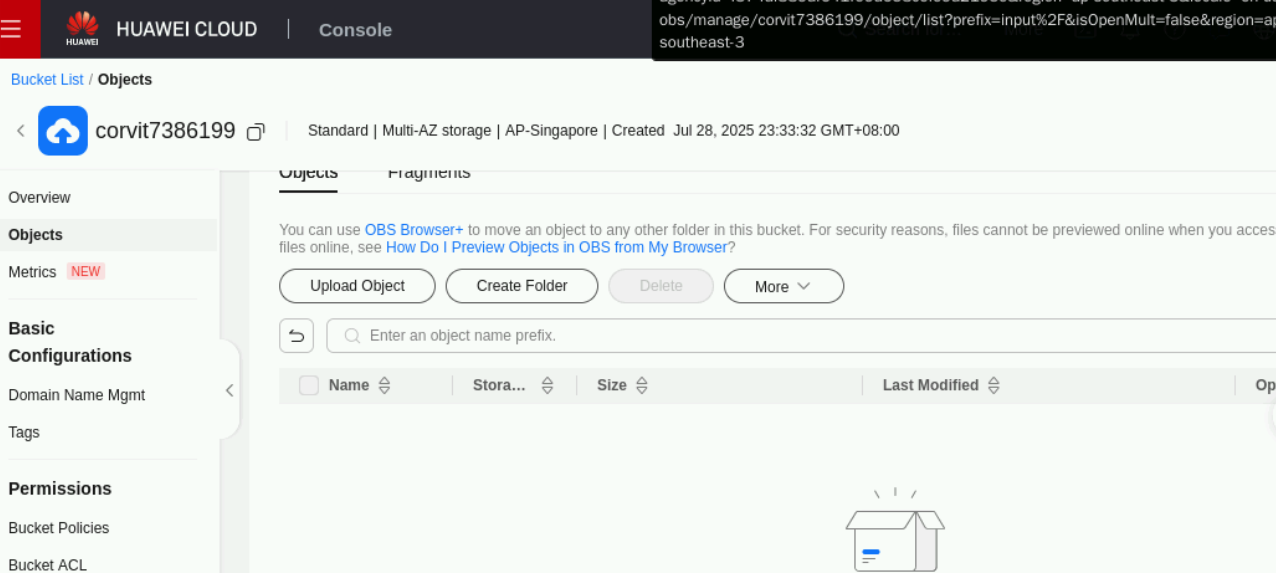 obs/manage/corvit7386199/object/list?prefix=input%2F&isOpenMult=false&region=ap
southeast-3
HUAWEI
HUAWEI CLOUD
Console
Bucket List / Objects
corvit7386199
Standard | Multi-AZ storage | AP-Singapore | Created Jul 28, 2025 23:33:32 GMT+08:00
Overview
Objects
Metrics NEW
Basic
Configurations
Domain Name Mgmt
Tags
Permissions
Bucket Policies
Bucket ACL
Objects Fragments
You can use OBS Browser+ to move an object to any other folder in this bucket. For security reasons, files cannot be previewed online when you acces
files online, see How Do I Preview Objects in OBS from My Browser?
Upload Object Create Folder Delete More
Enter an object name prefix.
Name Stora... Size Last Modified Op